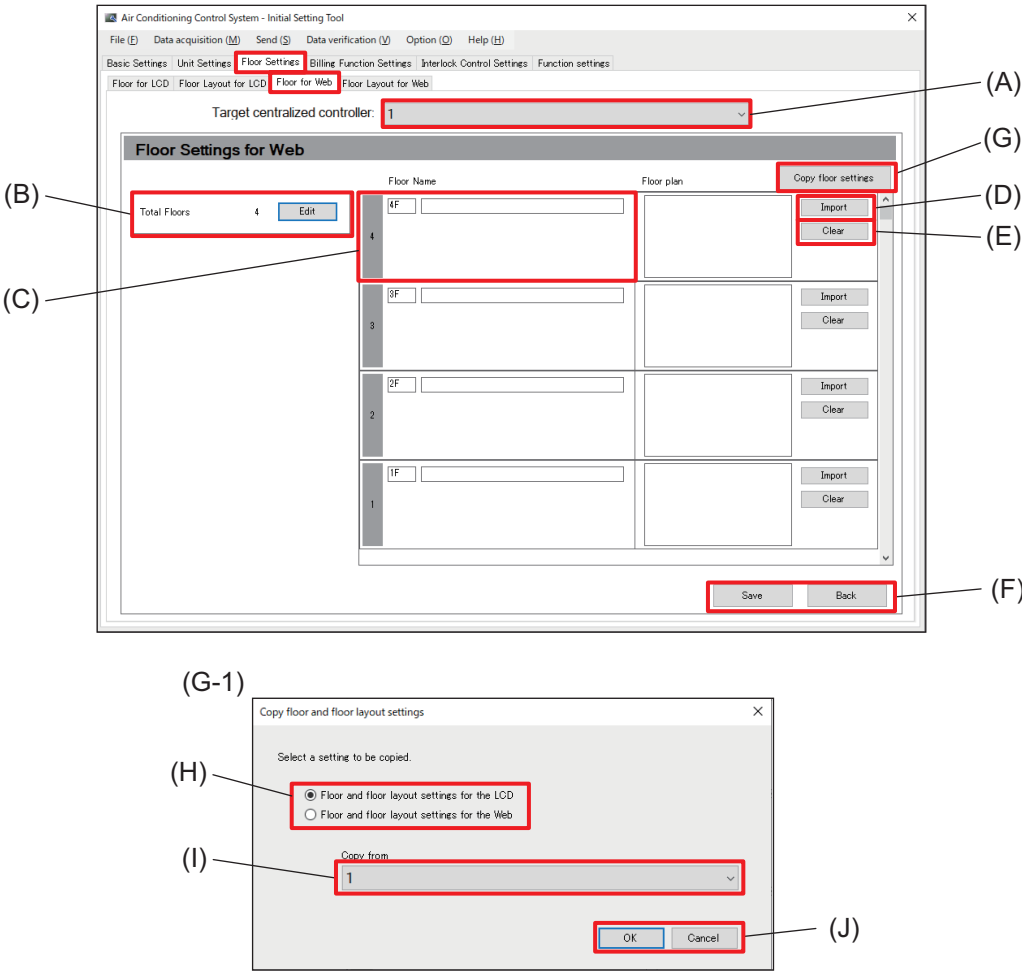 Air Conditioning Control System - Initial Setting Tool
File (F) Data acquisition (M) Send (S) Data verification (V) Option (O) Help (H)
Basic Settings Unit Settings Floor Settings Billing Function Settings Interlock Control Settings Function settings
Floor for LCD Floor Layout for LCD Floor for Web Floor Layout for Web
(A)
Target centralized controller: 1
(G)
Floor Settings for Web
Floor Name Floor plan Copy floor settings
(B)
Total Floors 4 Edit
4F Import
(D)
4 Clear
(E)
(C)
3F Import
3 Clear
2F Import
2 Clear
1F Import
1 Clear
Save Back
(F)
(G-1)
Copy floor and floor layout settings
Select a setting to be copied.
(H)
Floor and floor layout settings for the LCD
Floor and floor layout settings for the Web
(I)
Copy from
1
OK Cancel
(J)